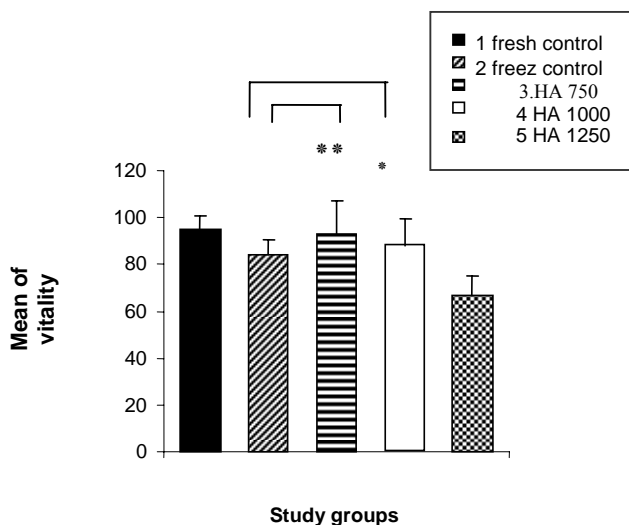 1 fresh control
2 freez control
3.HA 750
4 HA 1000
5 HA 1250
* *
*
120
100
80
60
40
20
0
Mean of
vitality
Study groups